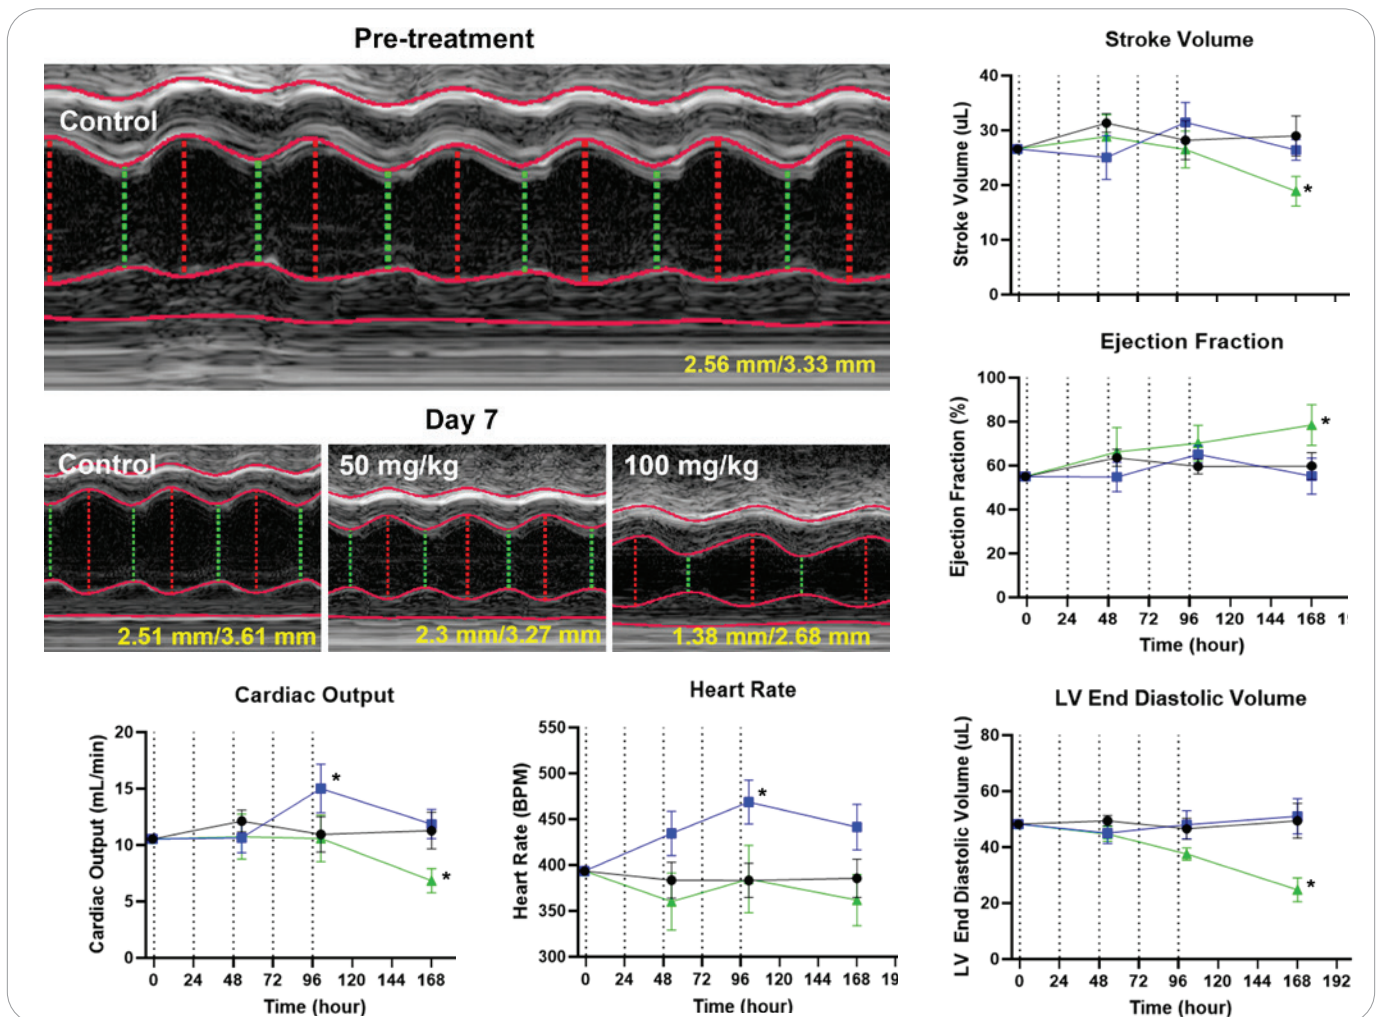 Pre-treatment
Control
2.56 mm/3.33 mm
Day 7
Control
2.51 mm/3.61 mm
50 mg/kg
2.3 mm/3.27 mm
100 mg/kg
1.38 mm/2.68 mm
Stroke Volume
Stroke Volume (uL)
40
30
20
10
0
*
Ejection Fraction
Ejection Fraction (%)
100
80
60
40
20
0
*
0 24 48 72 96 120 144 168
Time (hour)
Cardiac Output
Cardiac Output (mL/min)
20
15
10
5
0
*
*
0 24 48 72 96 120 144 168
Time (hour)
Heart Rate
Heart Rate (BPM)
550
500
450
400
350
300
*
0 24 48 72 96 120 144 168
Time (hour)
LV End Diastolic Volume
LV End Diastolic Volume (uL)
80
60
40
20
0
*
0 24 48 72 96 120 144 168 192
Time (hour)